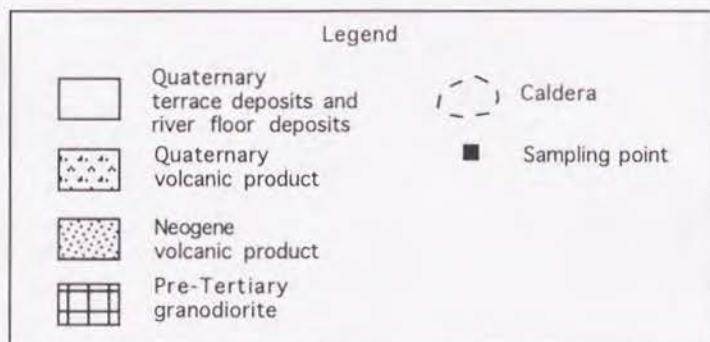 Legend
Quaternary
terrace deposits and
river floor deposits
Quaternary
volcanic product
Neogene
volcanic product
Pre-Tertiary
granodiorite
Caldera
Sampling point